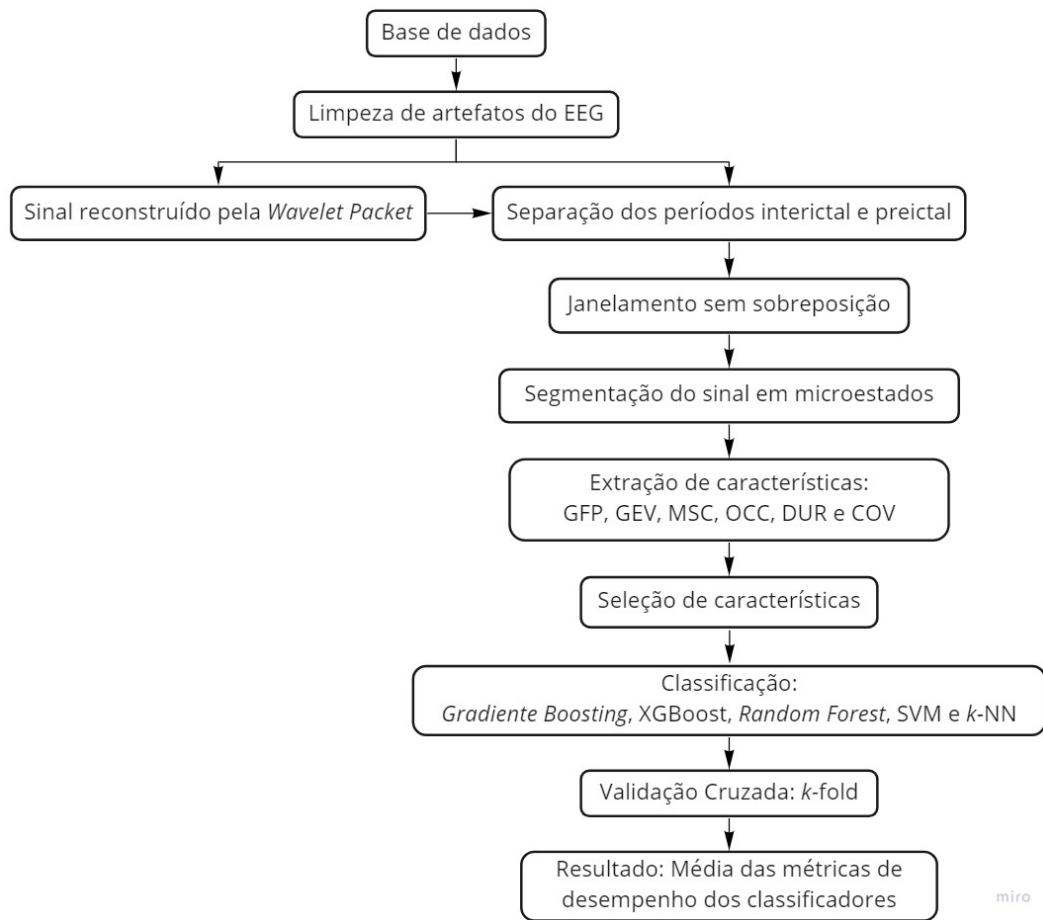 Base de dados
Limpeza de artefatos do EEG
Sinal reconstruído pela Wavelet Packet
Separação dos períodos interictal e preictal
Janelamento sem sobreposição
Segmentação do sinal em microestados
Extração de características:
GFP, GEV, MSC, OCC, DUR e COV
Seleção de características
Classificação:
Gradiente Boosting, XGBoost, Random Forest, SVM e k-NN
Validação Cruzada: k-fold
Resultado: Média das métricas de
desempenho dos classificadores
miro